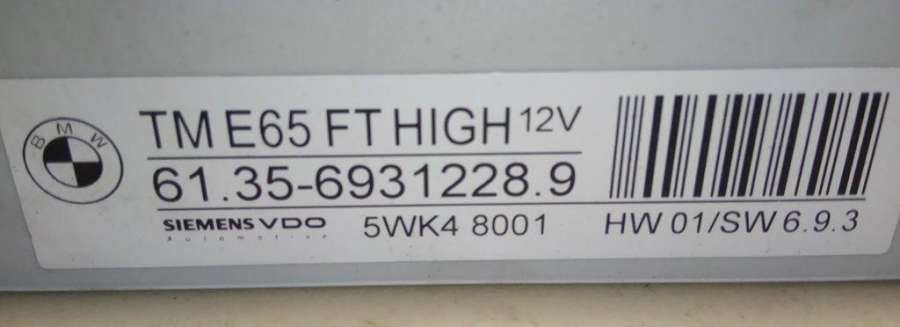 BMW
TM E65 FT HIGH 12V
61.35-6931228.9
SIEMENS VDO 5WK4 8001 HW 01/SW 6.9.3
Automotive